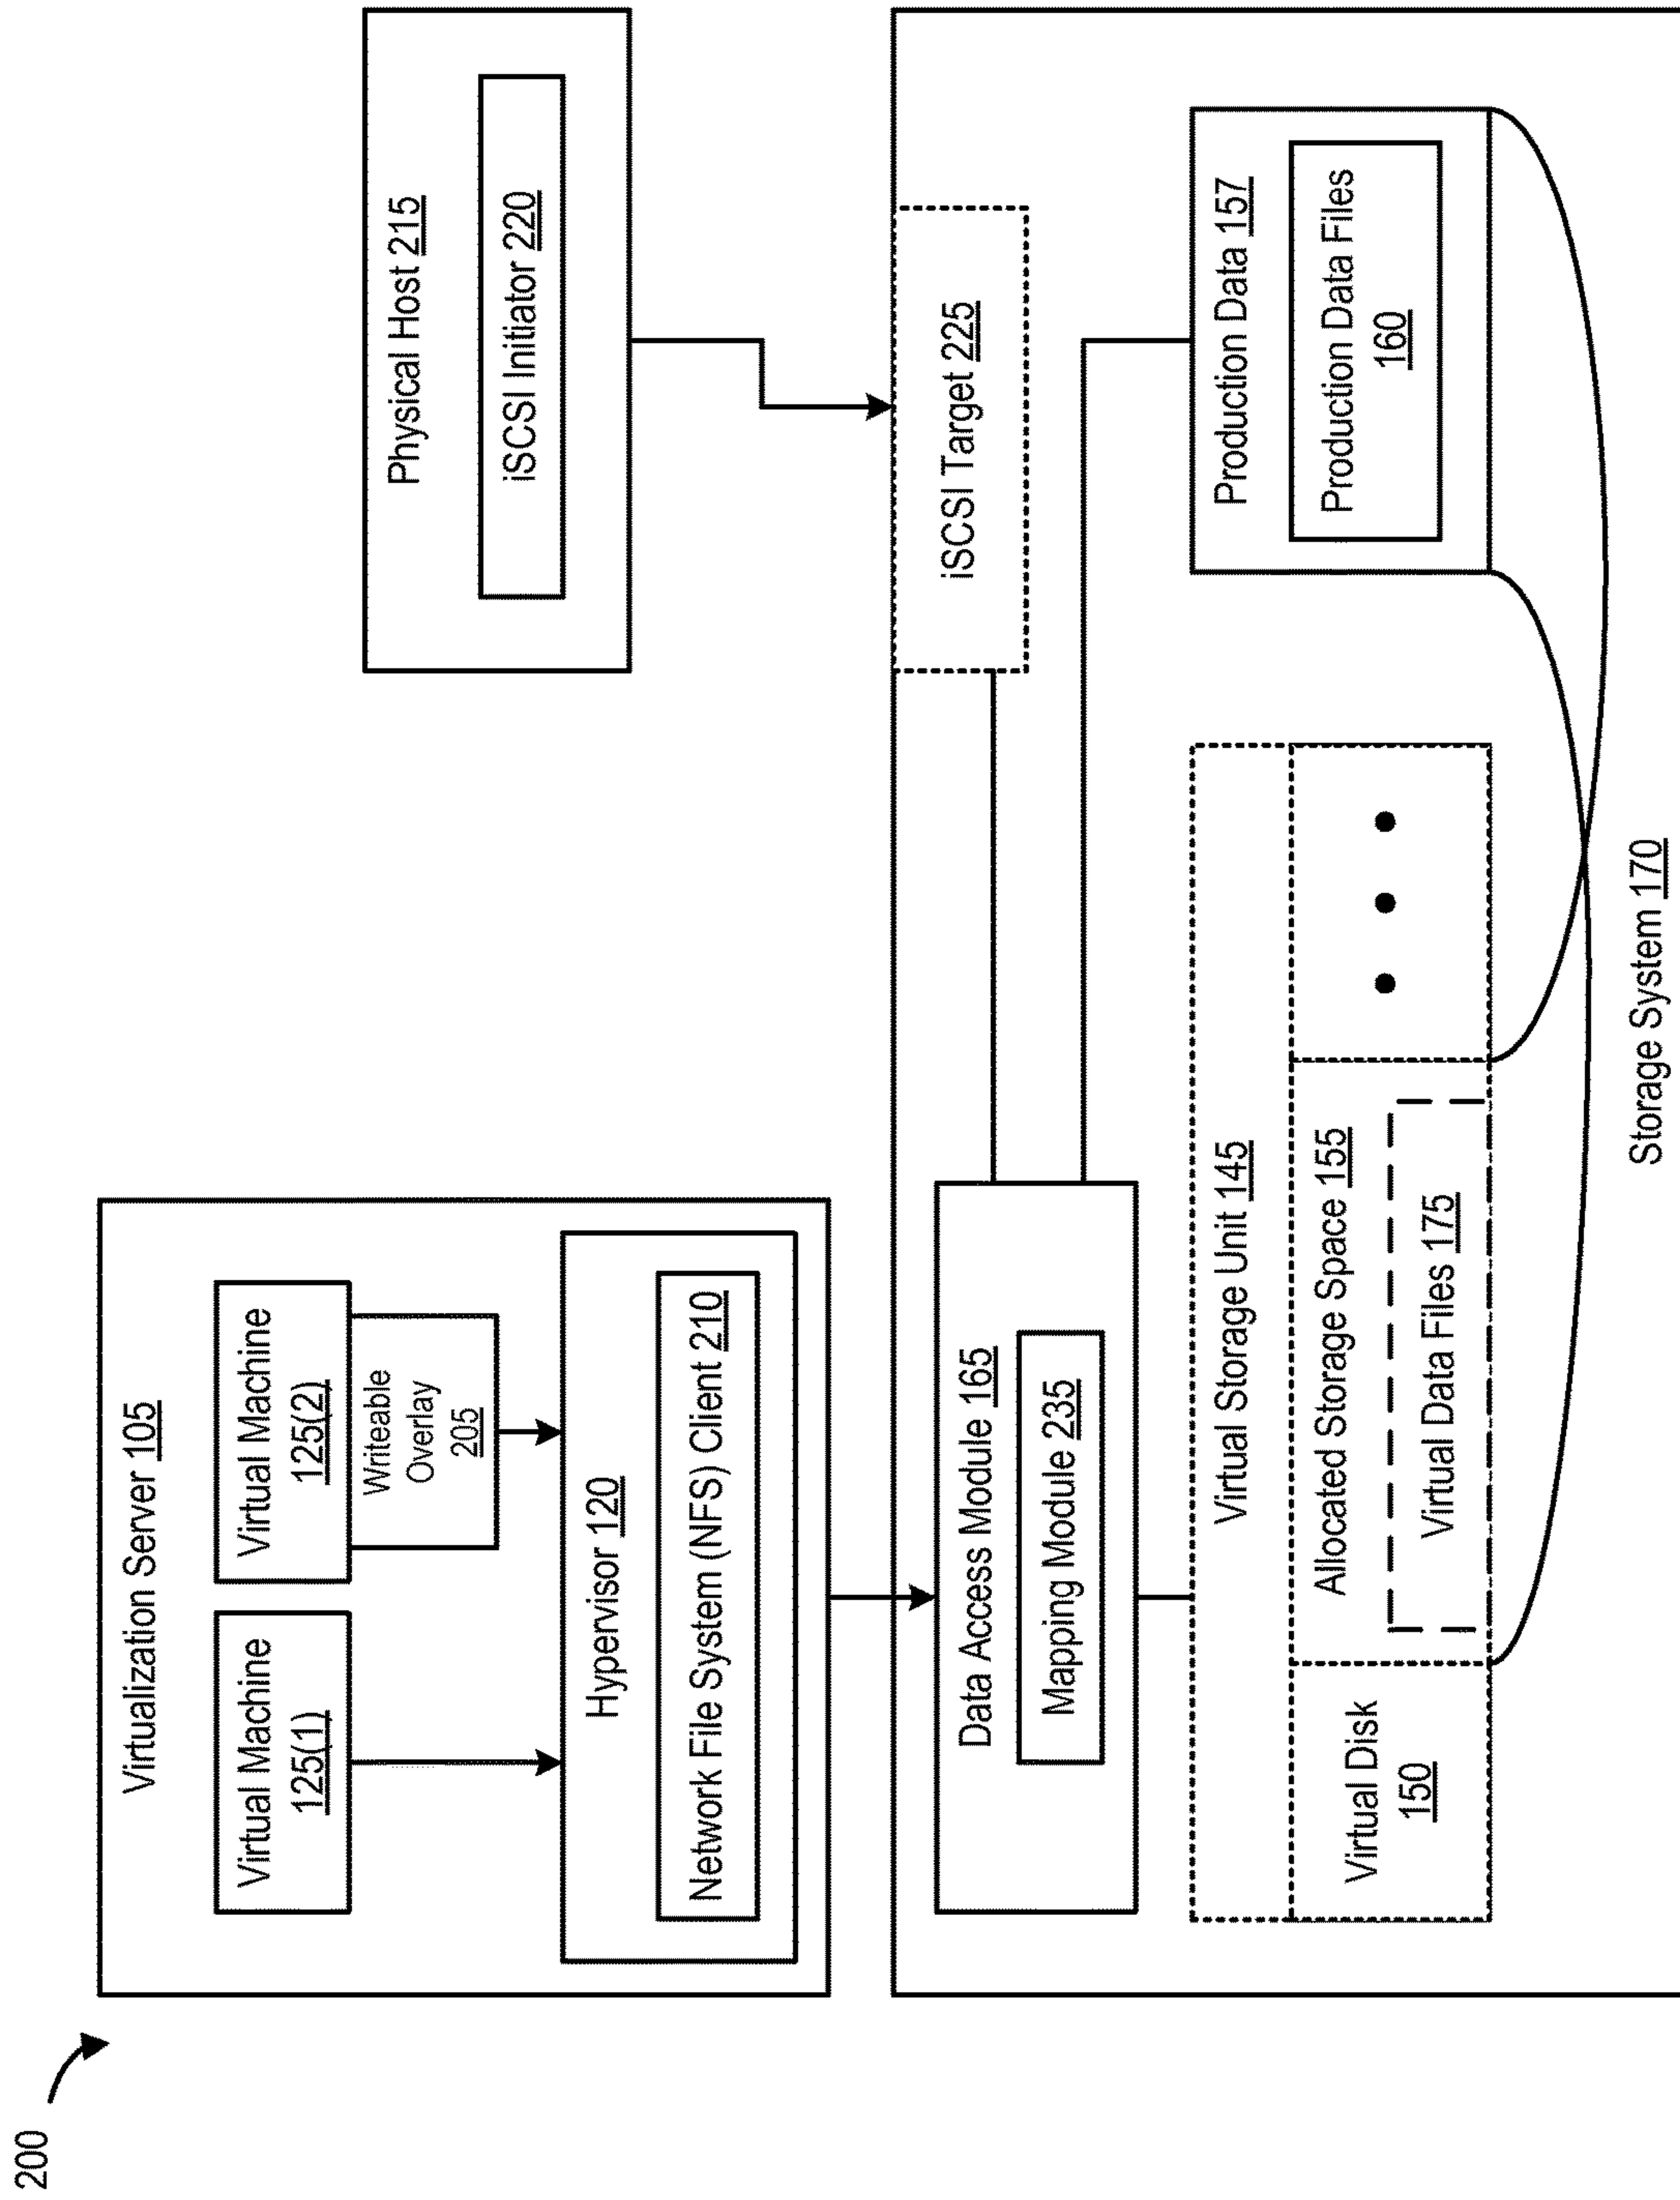 200
Virtualization Server 105
Virtual Machine
125(1)
Virtual Machine
125(2)
Writeable
Overlay
205
Hypervisor 120
Network File System (NFS) Client 210
Physical Host 215
iSCSI Initiator 220
iSCSI Target 225
Data Access Module 165
Mapping Module 235
Virtual Storage Unit 145
Virtual Disk
150
Allocated Storage Space 155
Virtual Data Files 175
Production Data 157
Production Data Files
160
Storage System 170